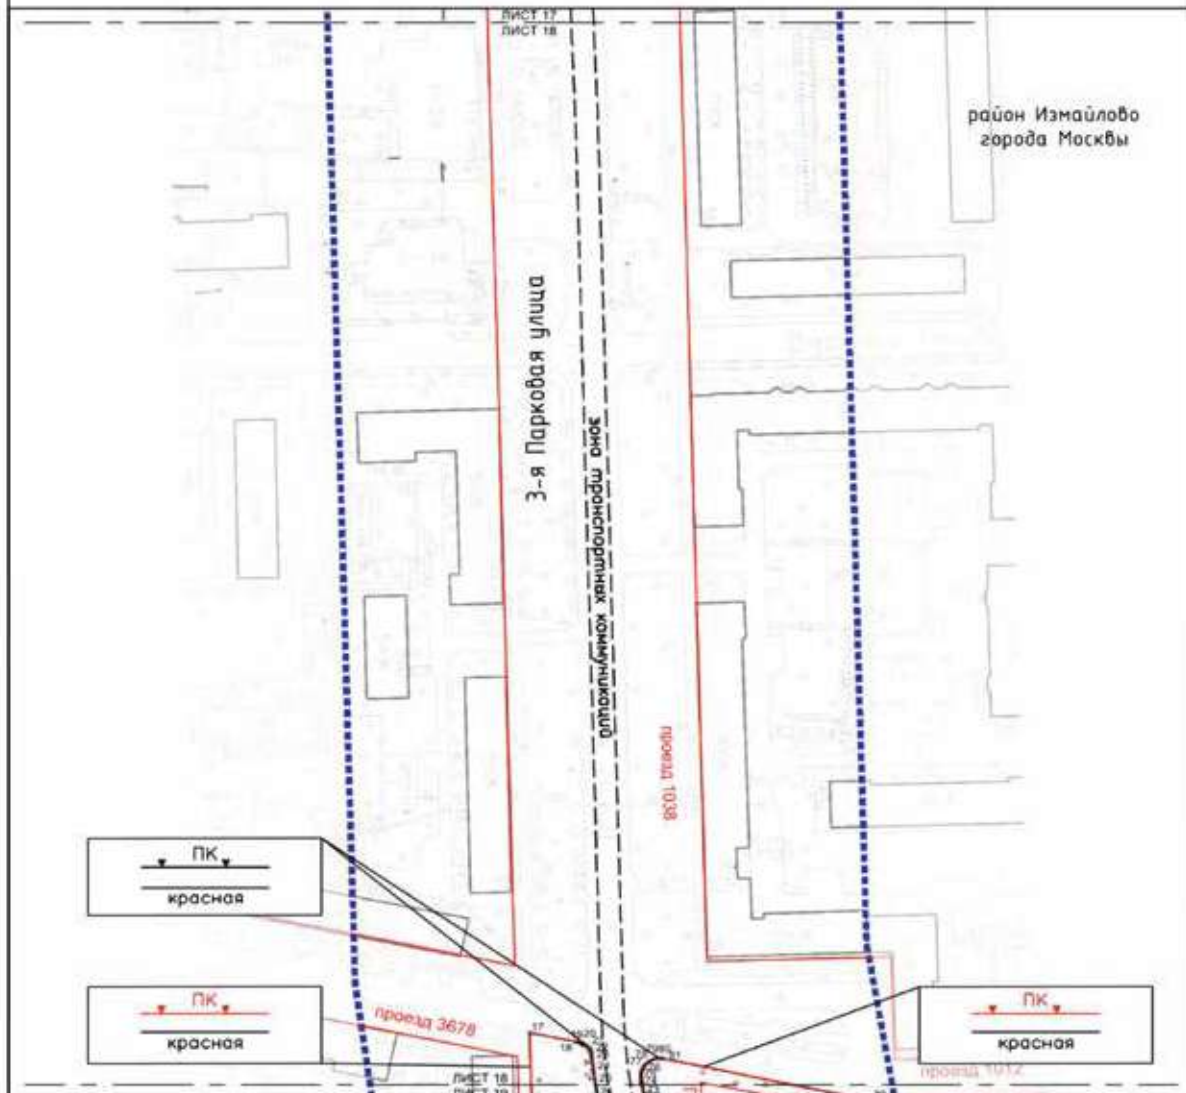 ЛИСТ 17
ЛИСТ 18
район Измайлово
города Москвы
3-я Парковая улица
зона транспортных коммуникаций
проезд 1038
ПК
красная
ПК
красная
проезд 3678
17
18
ПК
красная
проезд 1012
ЛИСТ 18